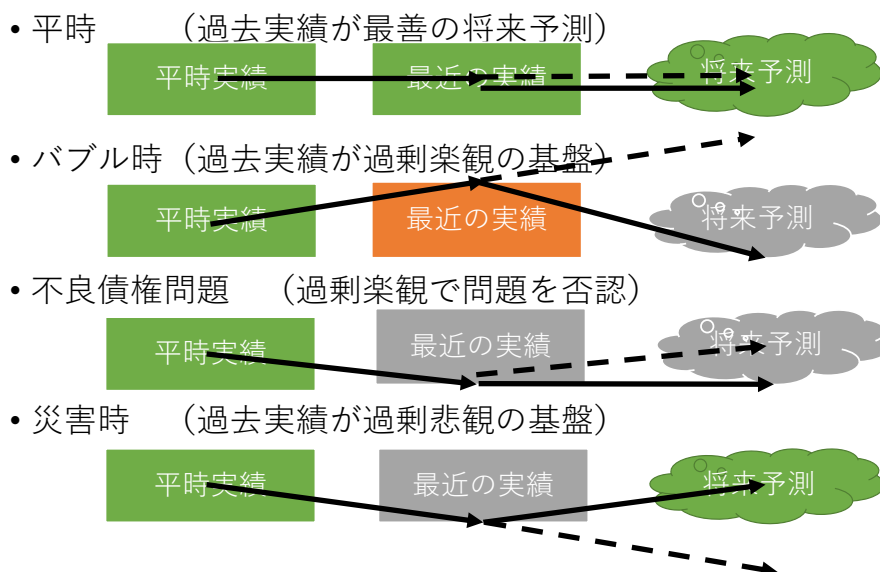 • 平時　　（過去実績が最善の将来予測）
平時実績　最近の実績　将来予測
• バブル時（過去実績が過剰楽観の基盤）
平時実績　最近の実績　将来予測
• 不良債権問題　（過剰楽観で問題を否認）
平時実績　最近の実績　将来予測
• 災害時　（過去実績が過剰悲観の基盤）
平時実績　最近の実績　将来予測